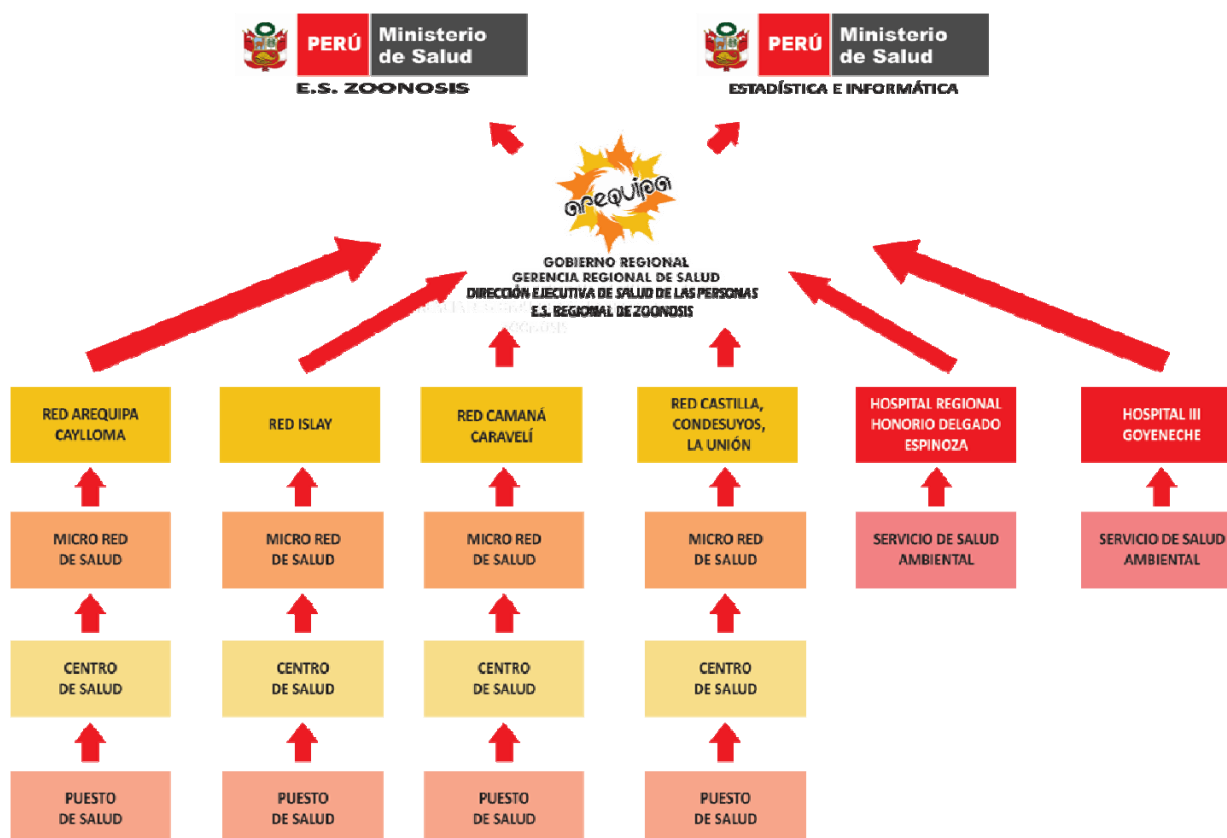 PERÚ
Ministerio
de Salud
E.S. ZOONOSIS
PERÚ
Ministerio
de Salud
ESTADÍSTICA E INFORMÁTICA
arequipa
GOBIERNO REGIONAL
GERENCIA REGIONAL DE SALUD
DIRECCIÓN EJECUTIVA DE SALUD DE LAS PERSONAS
E.S. REGIONAL DE ZOONOSIS
RED AREQUIPA
CAYLLOMA
RED ISLAY
RED CAMANÁ
CARAVELÍ
RED CASTILLA,
CONDESUYOS,
LA UNIÓN
HOSPITAL REGIONAL
HONORIO DELGADO
ESPINOZA
HOSPITAL III
GOYENECHE
MICRO RED
DE SALUD
MICRO RED
DE SALUD
MICRO RED
DE SALUD
MICRO RED
DE SALUD
SERVICIO DE SALUD
AMBIENTAL
SERVICIO DE SALUD
AMBIENTAL
CENTRO
DE SALUD
CENTRO
DE SALUD
CENTRO
DE SALUD
CENTRO
DE SALUD
PUESTO
DE SALUD
PUESTO
DE SALUD
PUESTO
DE SALUD
PUESTO
DE SALUD